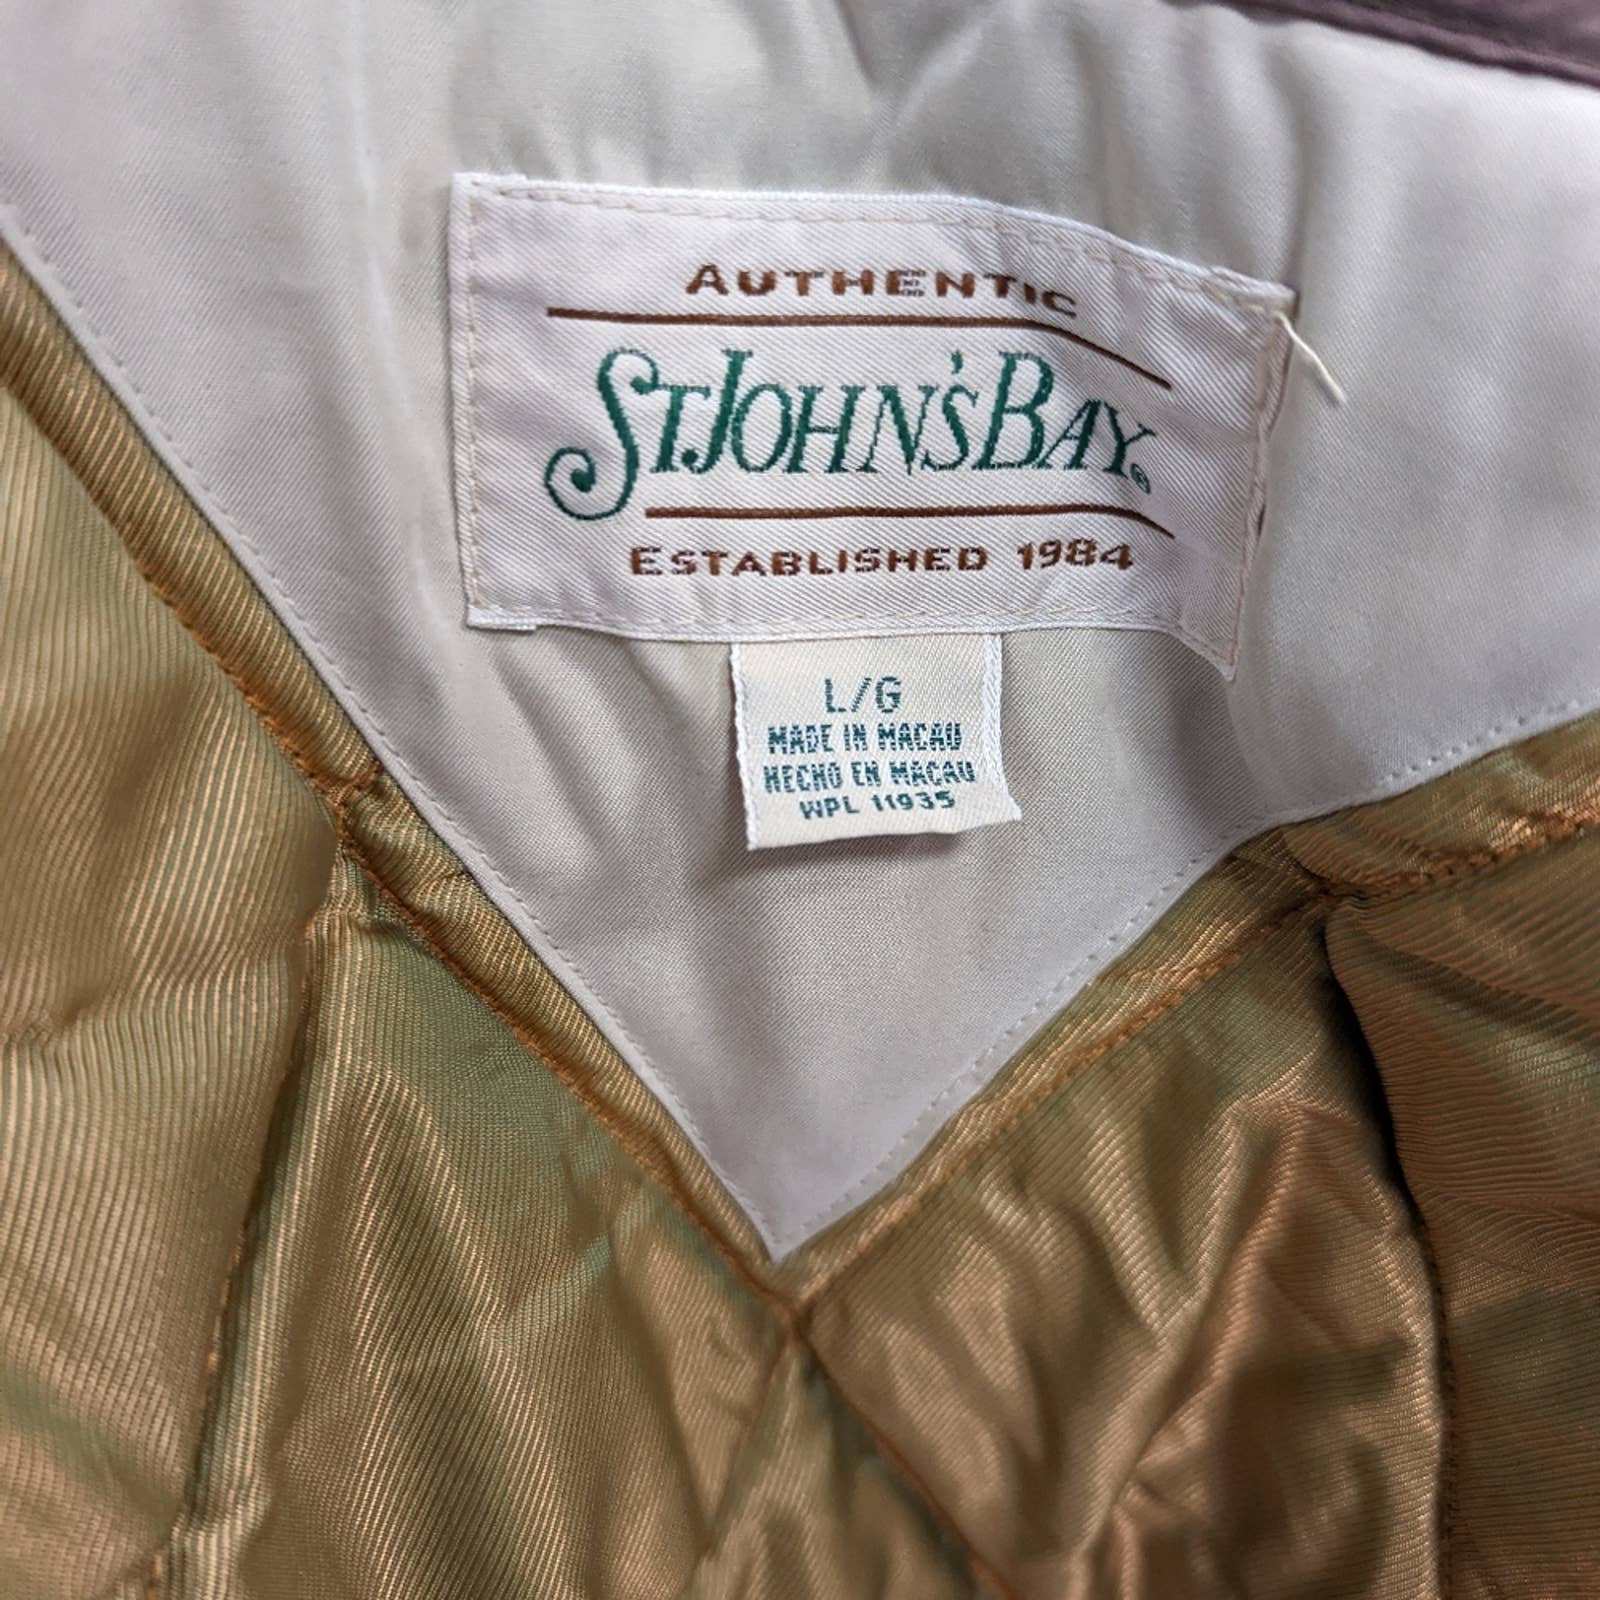 AUTHENTIC
ST JOHN'S BAY®
ESTABLISHED 1984
L/G
MADE IN MACAU
HECHO EN MACAU
WPL 11935